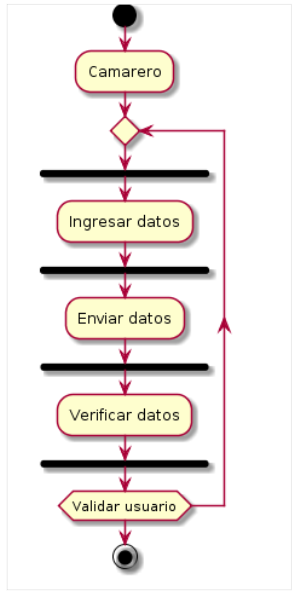 Camarero
Ingresar datos
Enviar datos
Verificar datos
Validar usuario